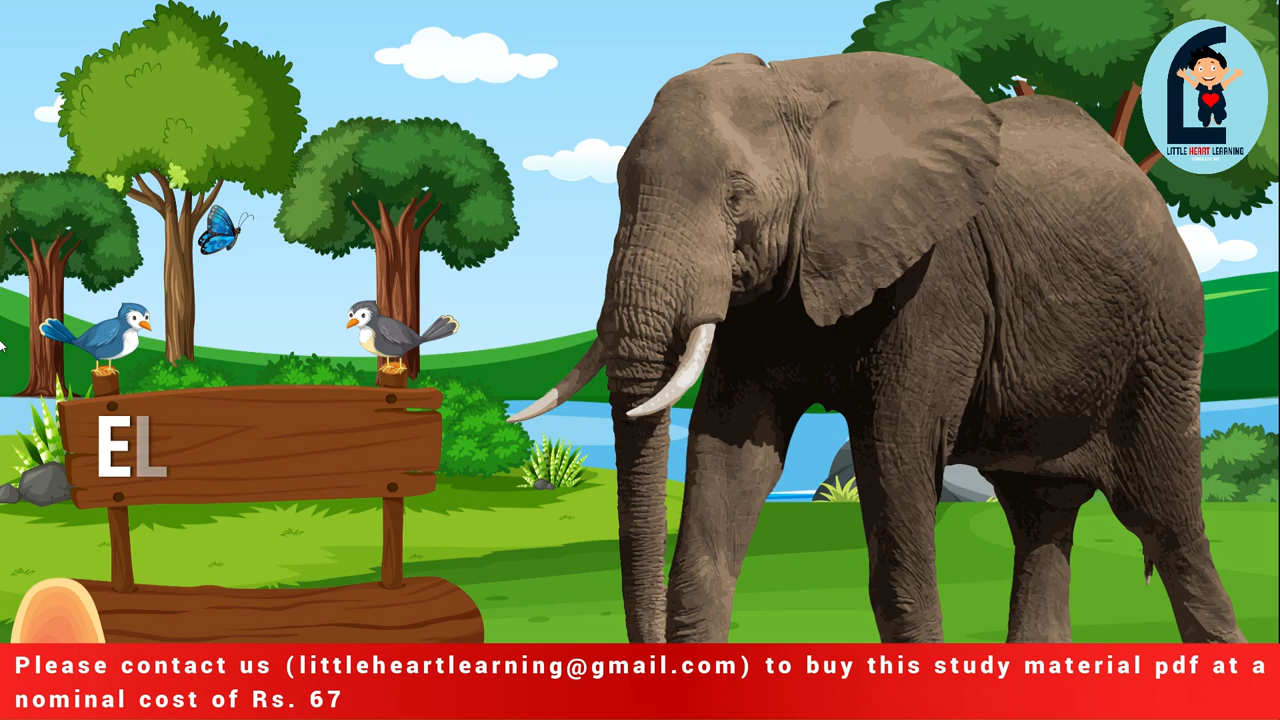 LITTLE HEART LEARNING
EL
Please contact us (littleheartlearning@gmail.com) to buy this study material pdf at a
nominal cost of Rs. 67